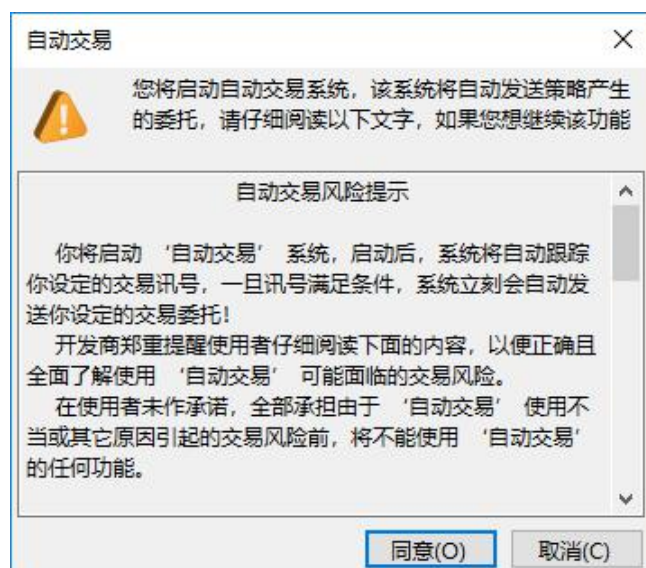 自动交易
您将启动自动交易系统，该系统将自动发送策略产生
的委托，请仔细阅读以下文字，如果您想继续该功能
自动交易风险提示
你将启动 '自动交易' 系统，启动后，系统将自动跟踪
你设定的交易讯号，一旦讯号满足条件，系统立刻会自动发
送你设定的交易委托！
开发商郑重提醒使用者仔细阅读下面的内容，以便正确且
全面了解使用 '自动交易' 可能面临的交易风险。
在使用者未作承诺，全部承担由于 '自动交易' 使用不
当或其它原因引起的交易风险前，将不能使用 '自动交易'
的任何功能。
同意(O)
取消(C)